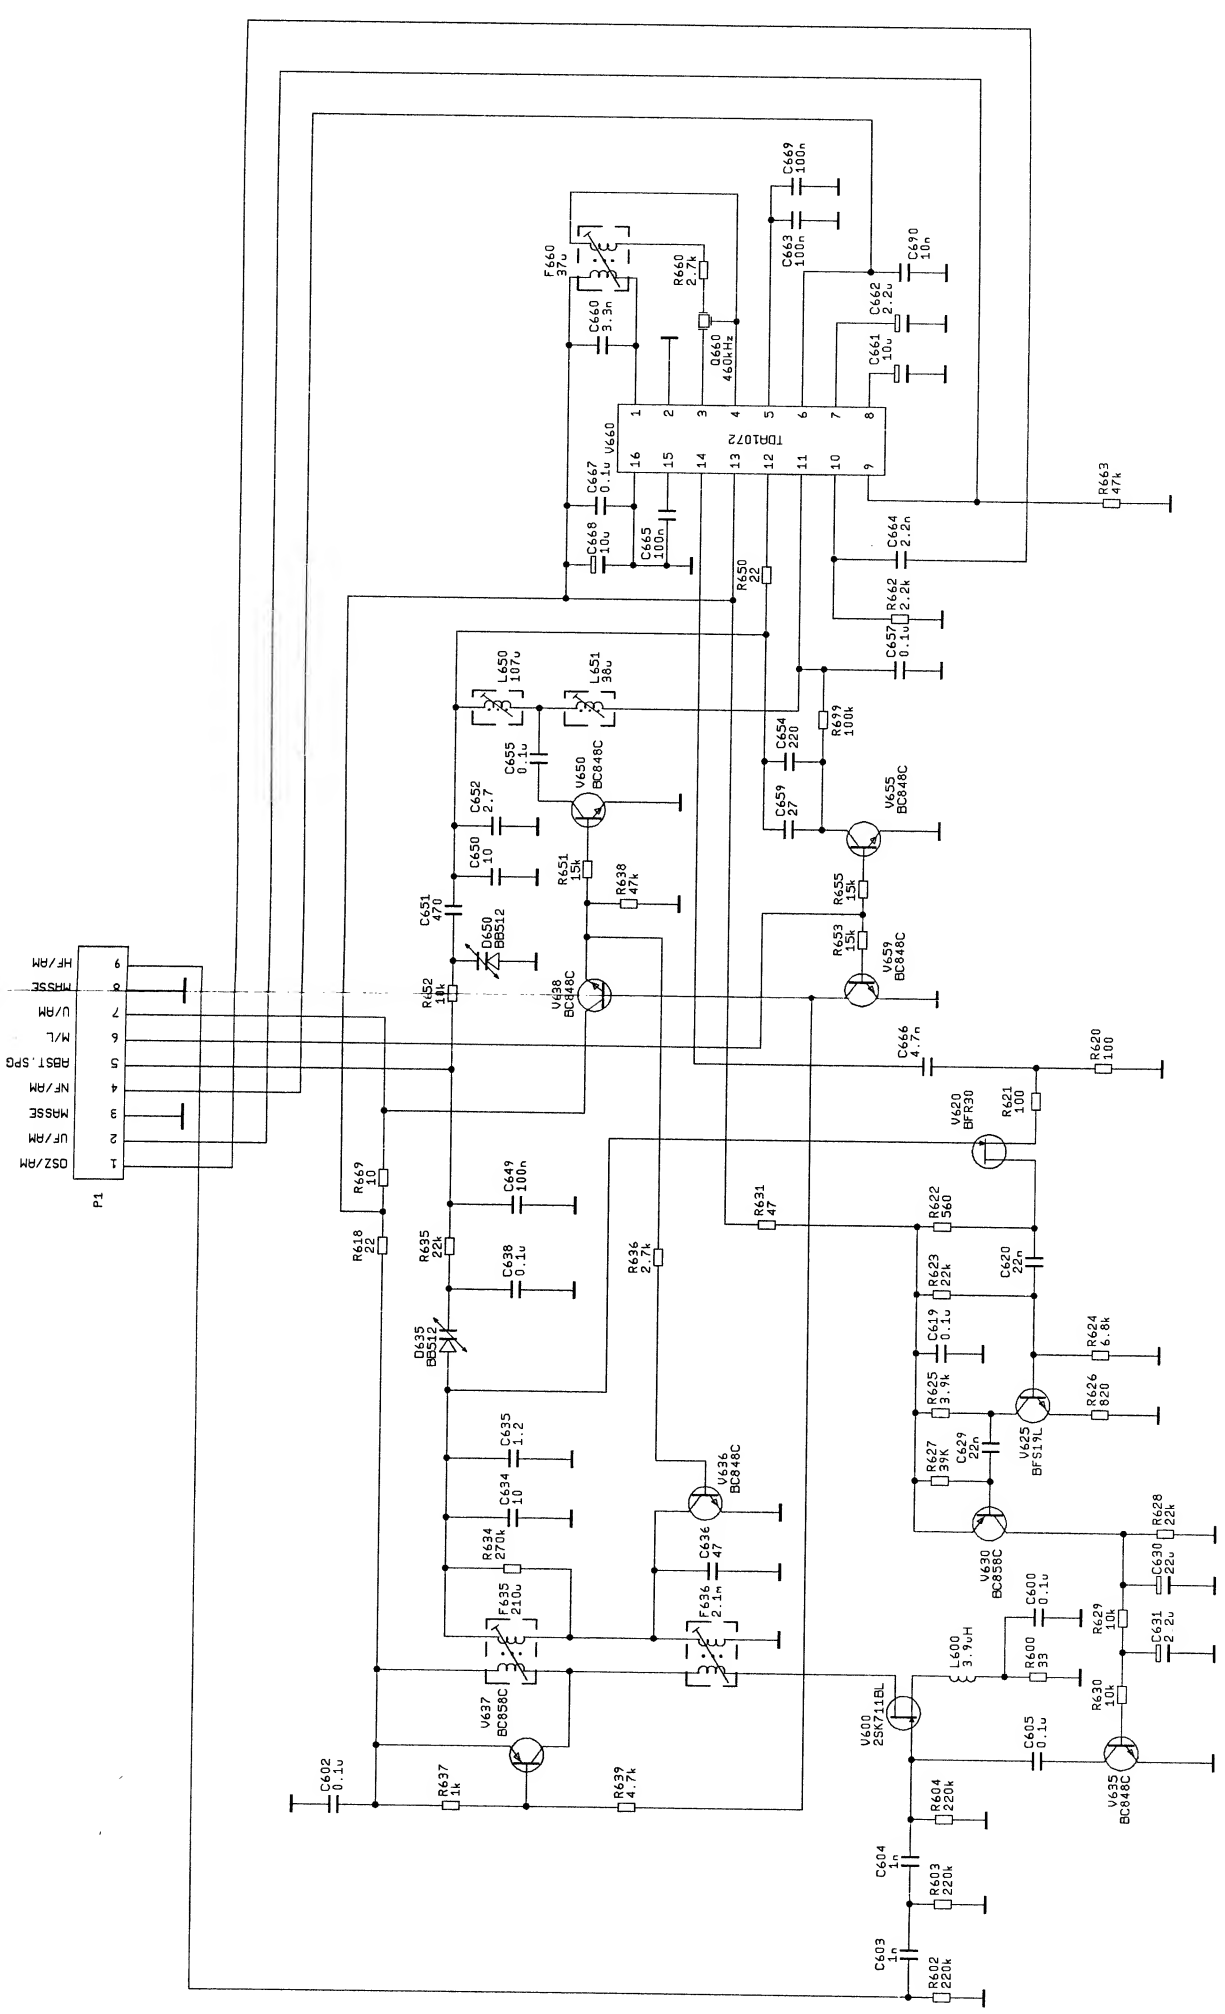 C669
100n
C663
100n
C690
10n
C662
2.2u
C661
10u
F660
37u
C660
3.3n
R660
2.7k
Q660
460kHz
1
2
3
4
5
6
7
8
TDA1072
V660
16
15
14
13
12
11
10
9
C667
0.1u
C668
10u
C665
100n
R650
22
R663
47k
C664
2.2n
R662
2.2k
C657
0.1u
L650
107u
L651
38u
R699
100k
C654
220
C655
0.1u
C659
27
V650
BC848C
V655
BC848C
C652
2.7
C650
10
R651
15k
R638
47k
R655
15k
R653
15k
C651
470
D650
BB512
R652
10k
V638
BC848C
V659
BC848C
P1
9
HF/AM
8
MASSE
7
U/AM
6
M/L
5
ABST.SPG
4
NF/AM
3
MASSE
2
UF/AM
1
OSZ/AM
C666
4.7n
R620
100
R621
100
V620
BFR30
R669
10
R618
22
C649
100n
R635
22k
C638
0.1u
R636
2.7k
R631
47
R622
560
C620
22n
R623
22k
C619
0.1u
R624
6.8k
R625
3.9k
R626
820
V625
BFS19L
C629
22n
R627
39K
D635
BB512
C635
1.2
C634
10
R634
270k
V636
BC848C
C636
47
F635
210u
F636
2.1m
V630
BC858C
R628
22k
C630
22u
R629
10k
C631
2.2u
R630
10k
C600
0.1u
L600
3.9uH
R600
33
V637
BC858C
V600
2SK711BL
C605
0.1u
V635
BC848C
C602
0.1u
R637
1k
R639
4.7k
R604
220k
C604
1n
R603
220k
C603
1n
R602
220k